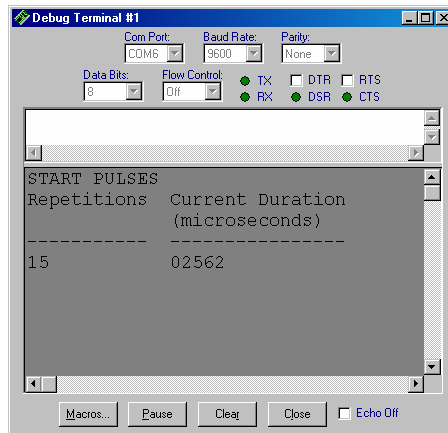 Debug Terminal #1
Com Port: Baud Rate: Parity:
COM6 9600 None
Data Bits: Flow Control: TX DTR RTS
8 Off RX DSR CTS
START PULSES
Repetitions Current Duration
(microseconds)
----------- ----------------
15 02562
Macros... Pause Clear Close Echo Off